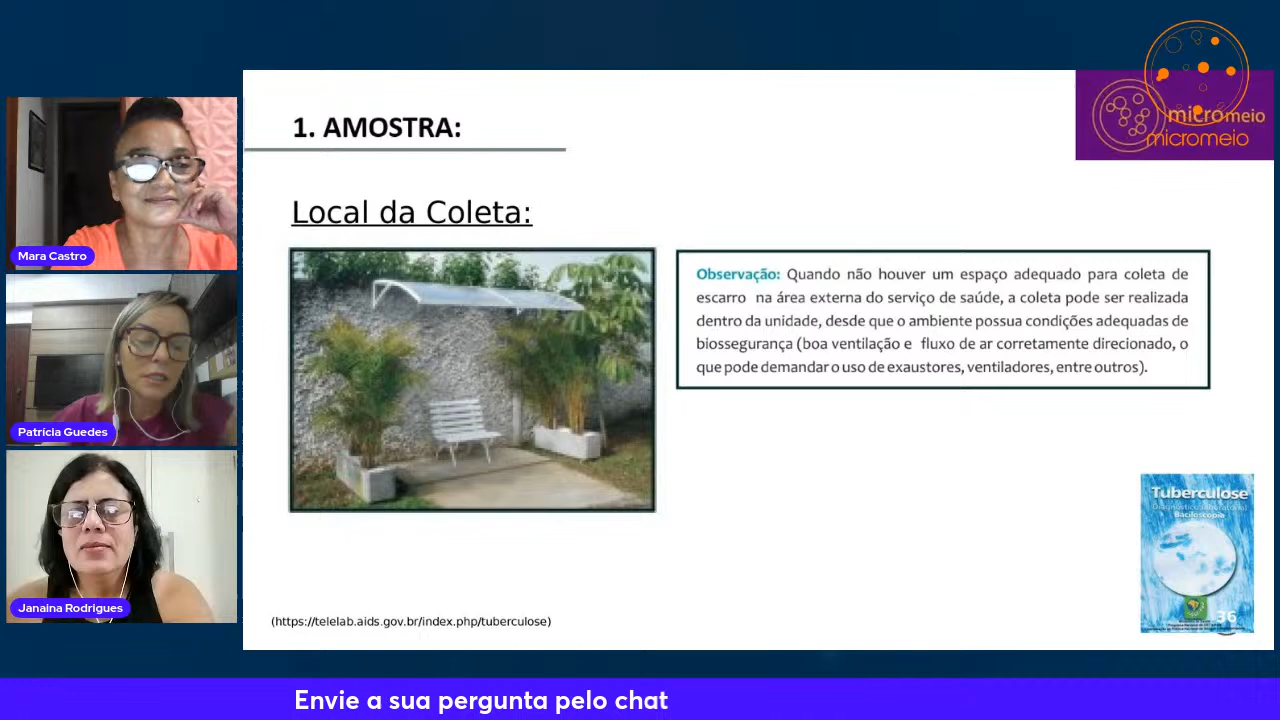 micromeio
micromeio
1. AMOSTRA:
Local da Coleta:
Observação: Quando não houver um espaço adequado para coleta de
escarro na área externa do serviço de saúde, a coleta pode ser realizada
dentro da unidade, desde que o ambiente possua condições adequadas de
biossegurança (boa ventilação e fluxo de ar corretamente direcionado, o
que pode demandar o uso de exaustores, ventiladores, entre outros).
Mara Castro
Patrícia Guedes
Janaina Rodrigues
Tuberculose
Diagnóstico Laboratorial
Baciloscopia
36
(https://telelab.aids.gov.br/index.php/tuberculose)
Envie a sua pergunta pelo chat